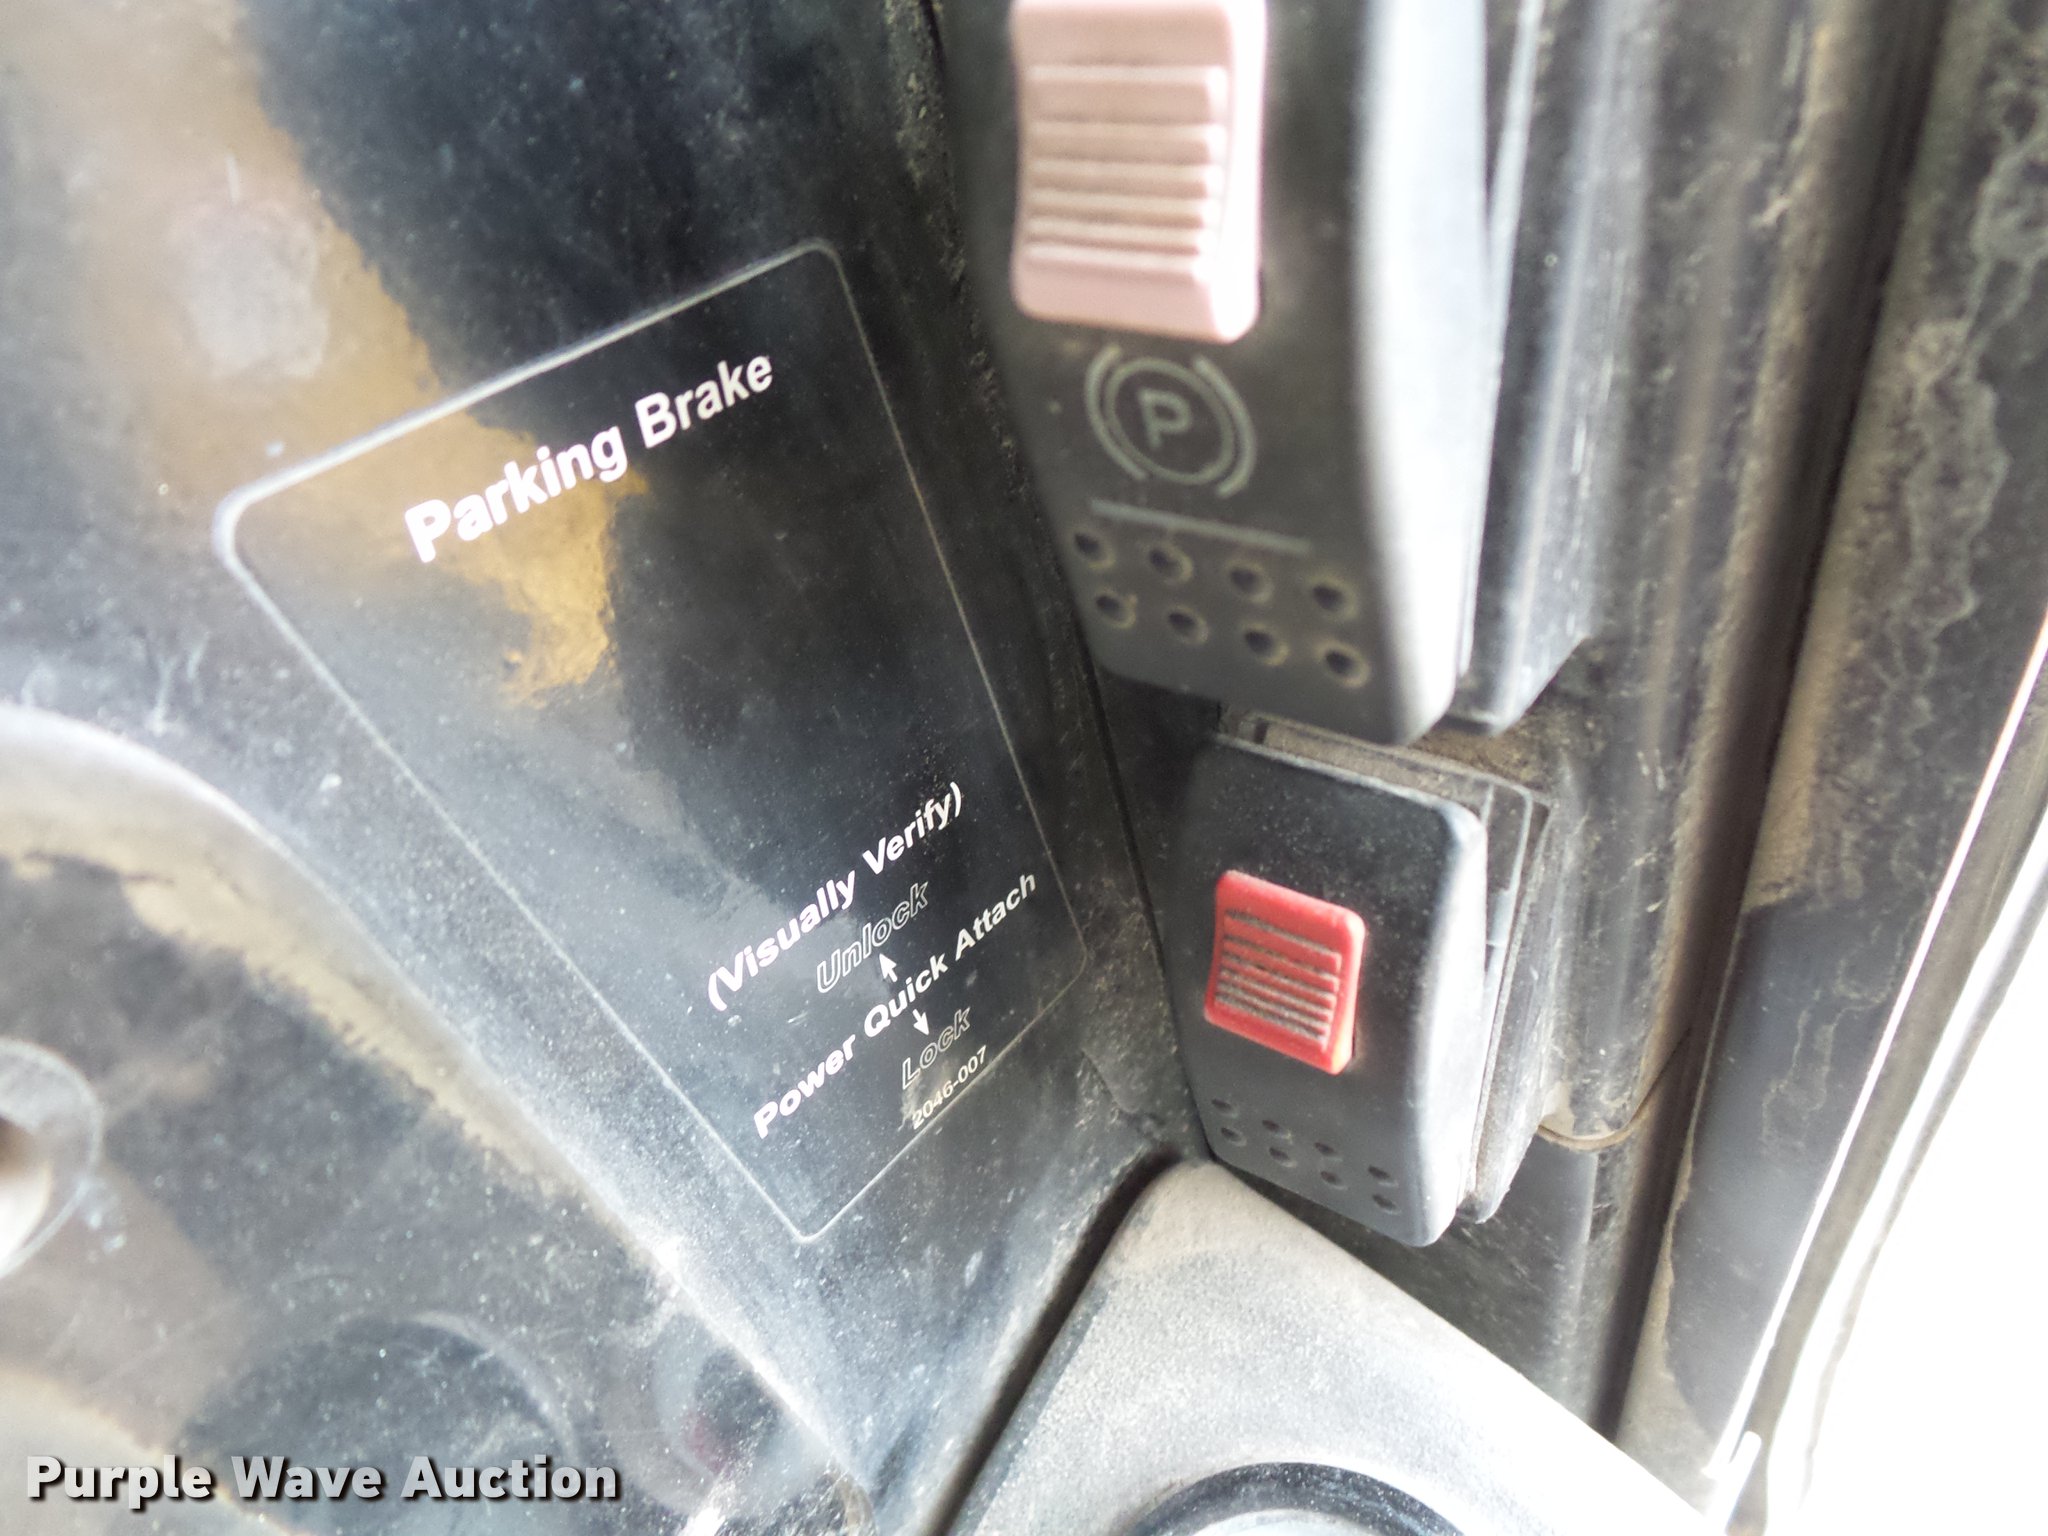 Parking Brake
P
(Visually Verify)
Unlock
Power Quick Attach
Lock
2046-007
Purple Wave Auction